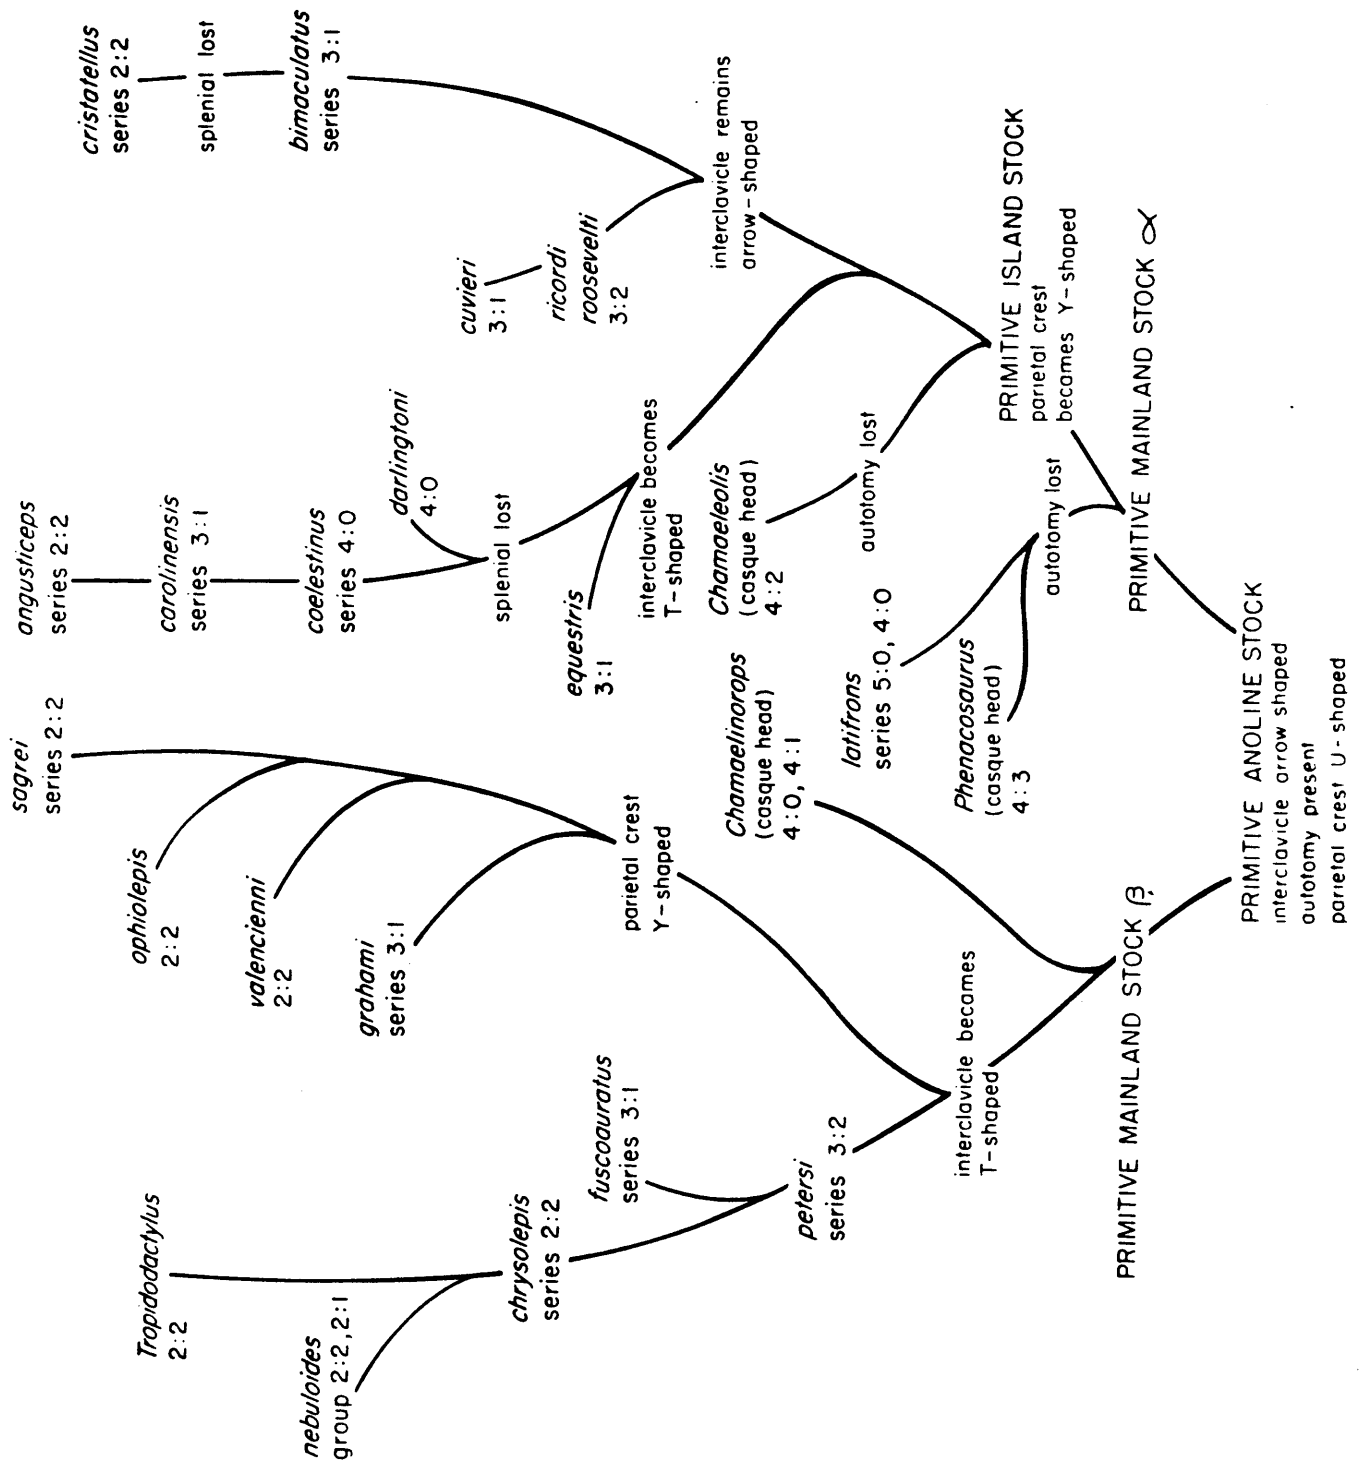 cristatellus
series 2:2
splenial lost
bimaculatus
series 3:1
cuvieri
3:1
ricordi
roosevelti
3:2
interclavicle remains
arrow-shaped
angusticeps
series 2:2
carolinensis
series 3:1
coelestinus
series 4:0
darlingtoni
4:0
splenial lost
equestris
3:1
interclavicle becomes
T-shaped
Chamaeleolis
(casque head)
4:2
autotomy lost
PRIMITIVE ISLAND STOCK
parietal crest
becomes Y-shaped
latifrons
series 5:0, 4:0
Phenacosaurus
(casque head)
4:3
autotomy lost
PRIMITIVE MAINLAND STOCK α
sagrei
series 2:2
ophiolepis
2:2
valencienni
2:2
grahami
series 3:1
parietal crest
Y-shaped
Chamaelinorops
(casque head)
4:0, 4:1
Tropidodactylus
2:2
nebuloides
group 2:2, 2:1
chrysolepis
series 2:2
fuscoauratus
series 3:1
petersi
series 3:2
interclavicle becomes
T-shaped
PRIMITIVE MAINLAND STOCK β
PRIMITIVE ANOLINE STOCK
interclavicle arrow shaped
autotomy present
parietal crest U-shaped